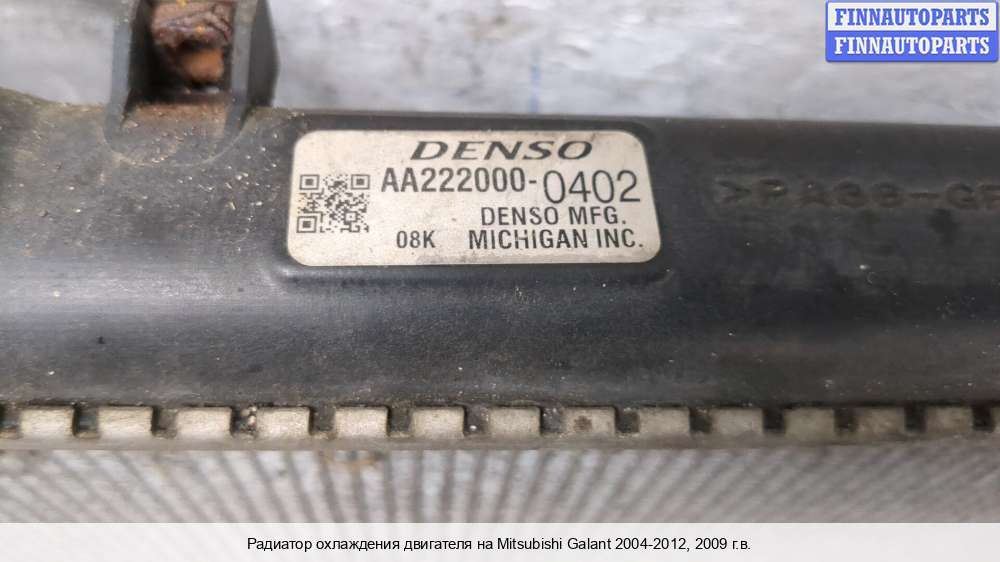 FINNAUTOPARTS
FINNAUTOPARTS
DENSO
AA222000-0402
DENSO MFG.
08K MICHIGAN INC.
Радиатор охлаждения двигателя на Mitsubishi Galant 2004-2012, 2009 г.в.